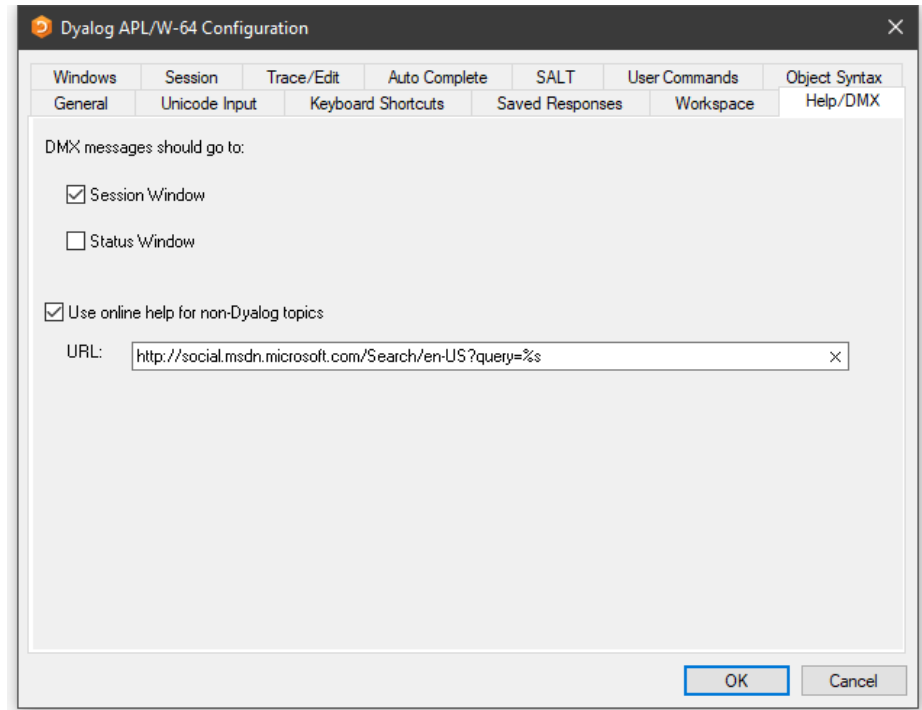 Dyalog APL/W-64 Configuration
Windows Session Trace/Edit Auto Complete SALT User Commands Object Syntax
General Unicode Input Keyboard Shortcuts Saved Responses Workspace Help/DMX
DMX messages should go to:
Session Window
Status Window
Use online help for non-Dyalog topics
URL: http://social.msdn.microsoft.com/Search/en-US?query=%s
OK Cancel